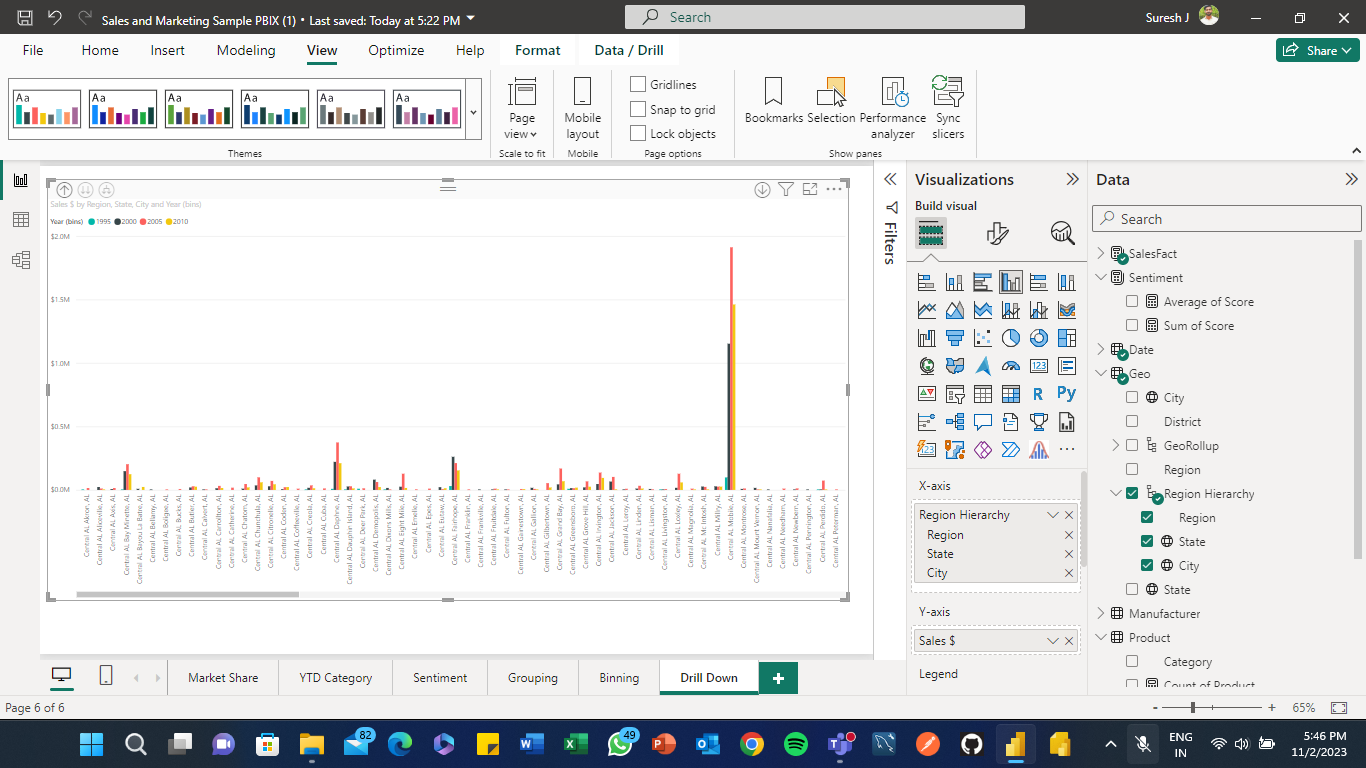 Sales and Marketing Sample PBIX (1) • Last saved: Today at 5:22 PM
Search
Suresh J
File
Home
Insert
Modeling
View
Optimize
Help
Format
Data / Drill
Share
Aa
Aa
Aa
Aa
Aa
Aa
Page view
Mobile layout
Gridlines
Snap to grid
Lock objects
Bookmarks
Selection
Performance analyzer
Sync slicers
Themes
Scale to fit
Mobile
Page options
Show panes
Sales $ by Region, State, City and Year (bins)
Year (bins) 1995 2000 2005 2010
$2.0M
$1.5M
$1.0M
$0.5M
$0.0M
Central AL Akron, AL
Central AL Aliceville, AL
Central AL Axis, AL
Central AL Bay Minette, AL
Central AL Bayou La Batre, AL
Central AL Bellamy, AL
Central AL Boligee, AL
Central AL Bucks, AL
Central AL Butler, AL
Central AL Calvert, AL
Central AL Carrollton, AL
Central AL Catherine, AL
Central AL Chatom, AL
Central AL Chunchula, AL
Central AL Citronelle, AL
Central AL Coden, AL
Central AL Coffeeville, AL
Central AL Creola, AL
Central AL Cuba, AL
Central AL Daphne, AL
Central AL Dauphin Island, AL
Central AL Deer Park, AL
Central AL Demopolis, AL
Central AL Dixons Mills, AL
Central AL Eight Mile, AL
Central AL Emelle, AL
Central AL Epes, AL
Central AL Eutaw, AL
Central AL Fairhope, AL
Central AL Franklin, AL
Central AL Frankville, AL
Central AL Fruitdale, AL
Central AL Fulton, AL
Central AL Gainestown, AL
Central AL Gallion, AL
Central AL Gilbertown, AL
Central AL Grand Bay, AL
Central AL Greensboro, AL
Central AL Grove Hill, AL
Central AL Irvington, AL
Central AL Jackson, AL
Central AL Leroy, AL
Central AL Linden, AL
Central AL Lisman, AL
Central AL Livingston, AL
Central AL Loxley, AL
Central AL Magnolia, AL
Central AL Mc Intosh, AL
Central AL Millry, AL
Central AL Mobile, AL
Central AL Montrose, AL
Central AL Mount Vernon, AL
Central AL Nanafalia, AL
Central AL Needham, AL
Central AL Newbern, AL
Central AL Pennington, AL
Central AL Perdido, AL
Central AL Peterman, AL
Filters
Visualizations
Build visual
R
Py
123
123
X-axis
Region Hierarchy
Region
State
City
Y-axis
Sales $
Legend
Data
Search
SalesFact
Sentiment
Average of Score
Sum of Score
Date
Geo
City
District
GeoRollup
Region
Region Hierarchy
Region
State
City
State
Manufacturer
Product
Category
Count of Product
Market Share
YTD Category
Sentiment
Grouping
Binning
Drill Down
Page 6 of 6
65%
82
49
ENG
IN
5:46 PM
11/2/2023